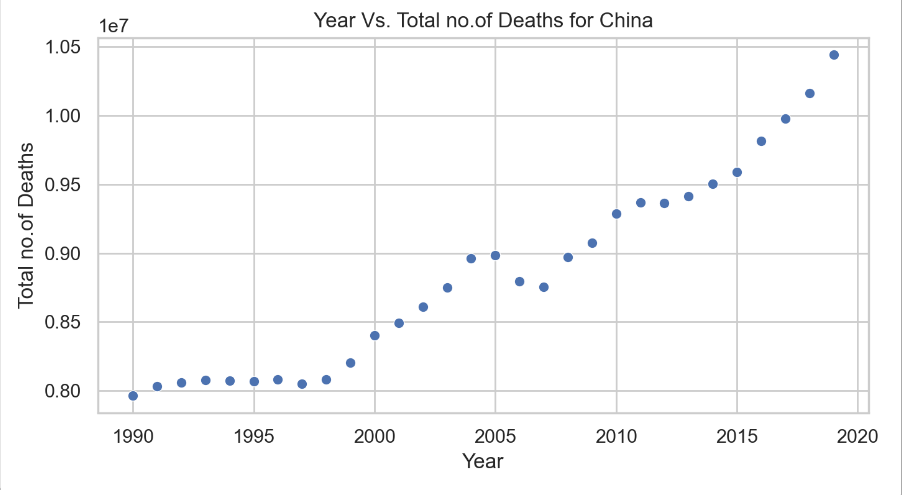 Year Vs. Total no.of Deaths for China
1e7
1.05
1.00
0.95
0.90
0.85
0.80
Total no.of Deaths
1990 1995 2000 2005 2010 2015 2020
Year